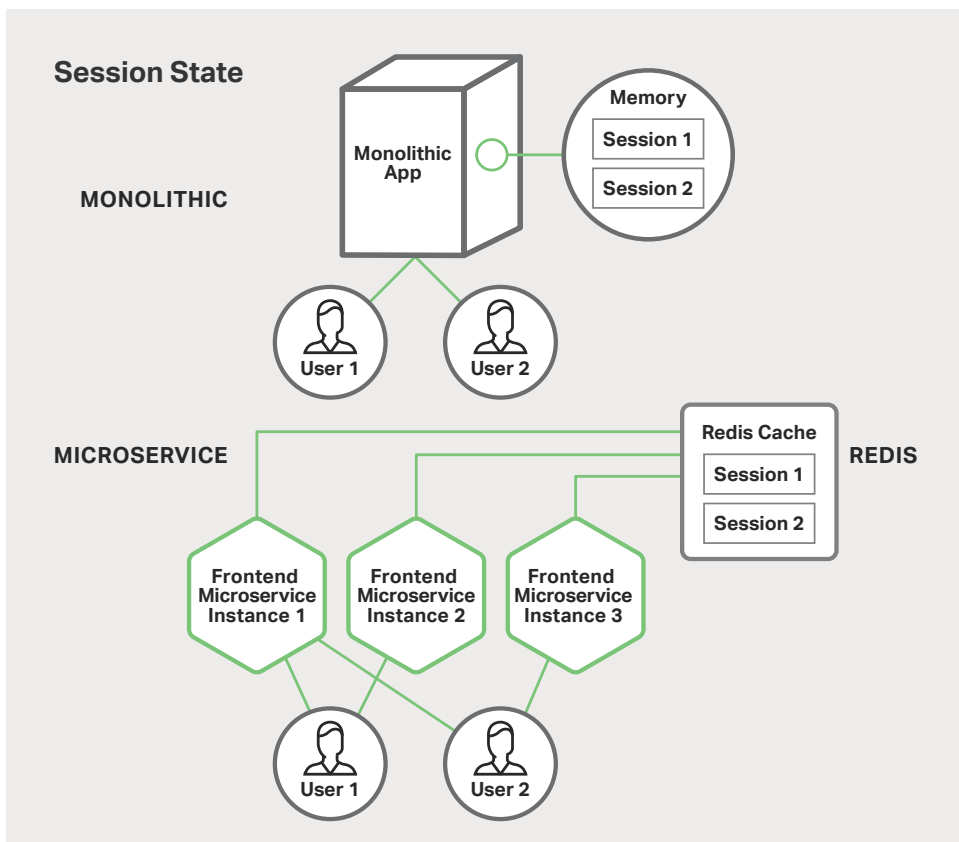 Session State
Memory
Session 1
Session 2
Monolithic
App
MONOLITHIC
User 1
User 2
MICROSERVICE
Redis Cache
Session 1
Session 2
REDIS
Frontend
Microservice
Instance 1
Frontend
Microservice
Instance 2
Frontend
Microservice
Instance 3
User 1
User 2